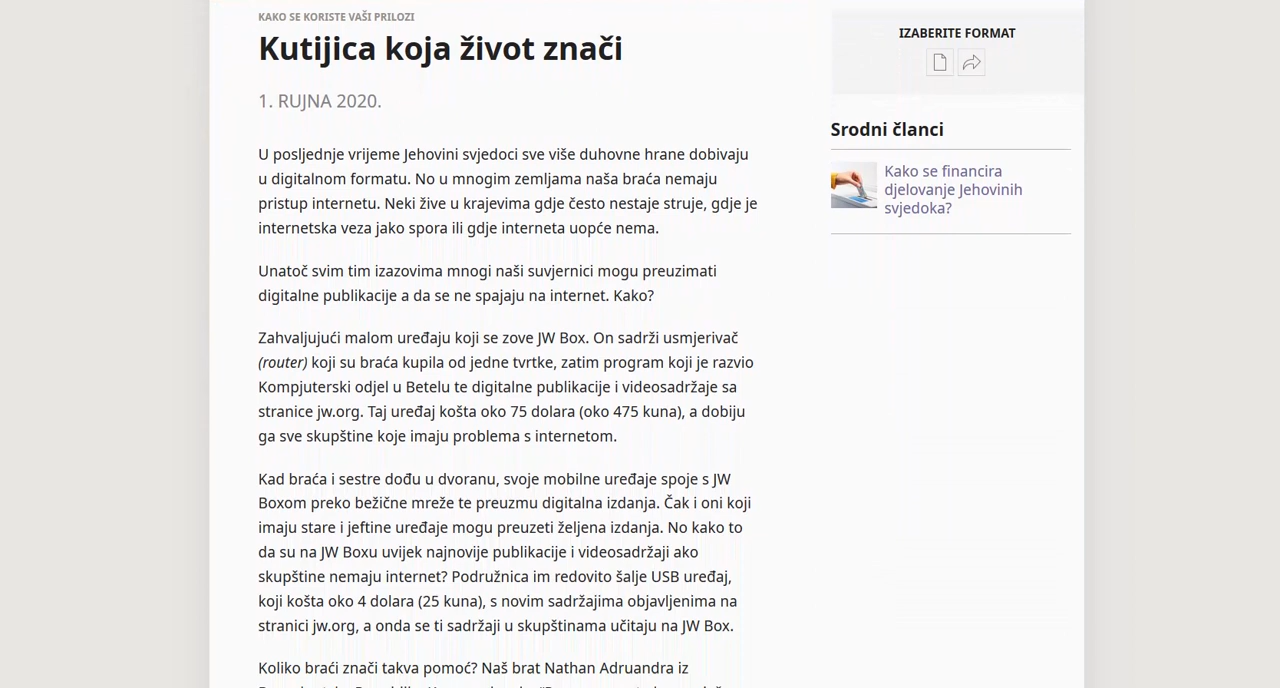 KAKO SE KORISTE VAŠI PRILOZI
Kutijica koja život znači
1. RUJNA 2020.
U posljednje vrijeme Jehovini svjedoci sve više duhovne hrane dobivaju
u digitalnom formatu. No u mnogim zemljama naša braća nemaju
pristup internetu. Neki žive u krajevima gdje često nestaje struje, gdje je
internetska veza jako spora ili gdje interneta uopće nema.
Unatoč svim tim izazovima mnogi naši suvjernici mogu preuzimati
digitalne publikacije a da se ne spajaju na internet. Kako?
Zahvaljujući malom uređaju koji se zove JW Box. On sadrži usmjerivač
(router) koji su braća kupila od jedne tvrtke, zatim program koji je razvio
Kompjuterski odjel u Betelu te digitalne publikacije i videosadržaje sa
stranice jw.org. Taj uređaj košta oko 75 dolara (oko 475 kuna), a dobiju
ga sve skupštine koje imaju problema s internetom.
Kad braća i sestre dođu u dvoranu, svoje mobilne uređaje spoje s JW
Boxom preko bežične mreže te preuzmu digitalna izdanja. Čak i oni koji
imaju stare i jeftine uređaje mogu preuzeti željena izdanja. No kako to
da su na JW Boxu uvijek najnovije publikacije i videosadržaji ako
skupštine nemaju internet? Podružnica im redovito šalje USB uređaj,
koji košta oko 4 dolara (25 kuna), s novim sadržajima objavljenima na
stranici jw.org, a onda se ti sadržaji u skupštinama učitaju na JW Box.
Koliko braći znači takva pomoć? Naš brat Nathan Adruandra iz
IZABERITE FORMAT
Srodni članci
Kako se financira
djelovanje Jehovinih
svjedoka?